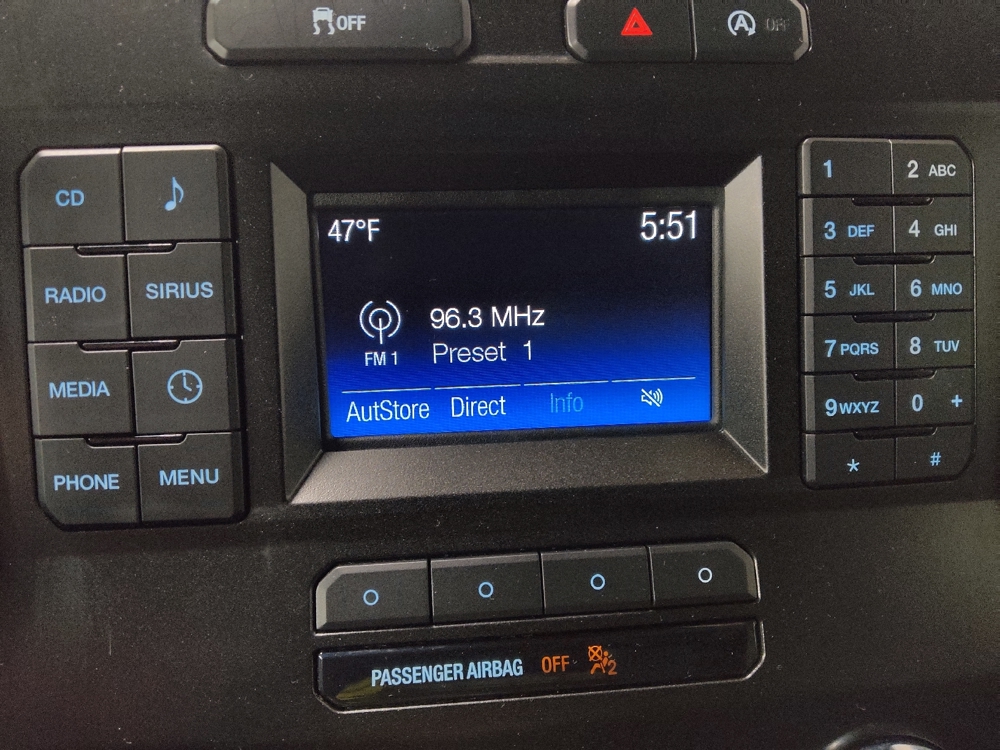 OFF
A OFF
CD
RADIO SIRIUS
MEDIA
PHONE MENU
47°F 5:51
96.3 MHz
FM 1 Preset 1
AutStore Direct Info
1 2 ABC
3 DEF 4 GHI
5 JKL 6 MNO
7 PQRS 8 TUV
9 WXYZ 0 +
* #
PASSENGER AIRBAG OFF 2